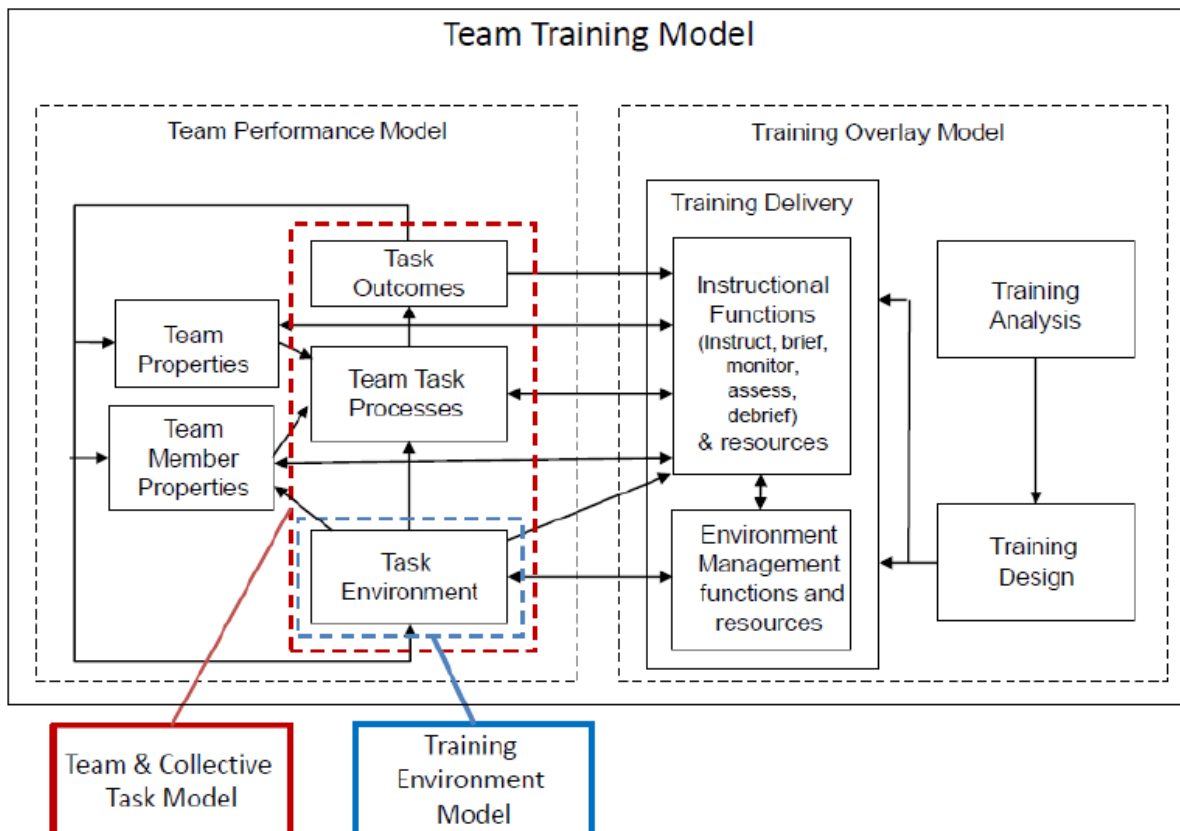 Team Training Model
Team Performance Model
Training Overlay Model
Task
Outcomes
Team
Properties
Team Task
Processes
Team
Member
Properties
Task
Environment
Training Delivery
Instructional
Functions
(Instruct, brief,
monitor,
assess,
debrief)
& resources
Environment
Management
functions and
resources
Training
Analysis
Training
Design
Team & Collective
Task Model
Training
Environment
Model